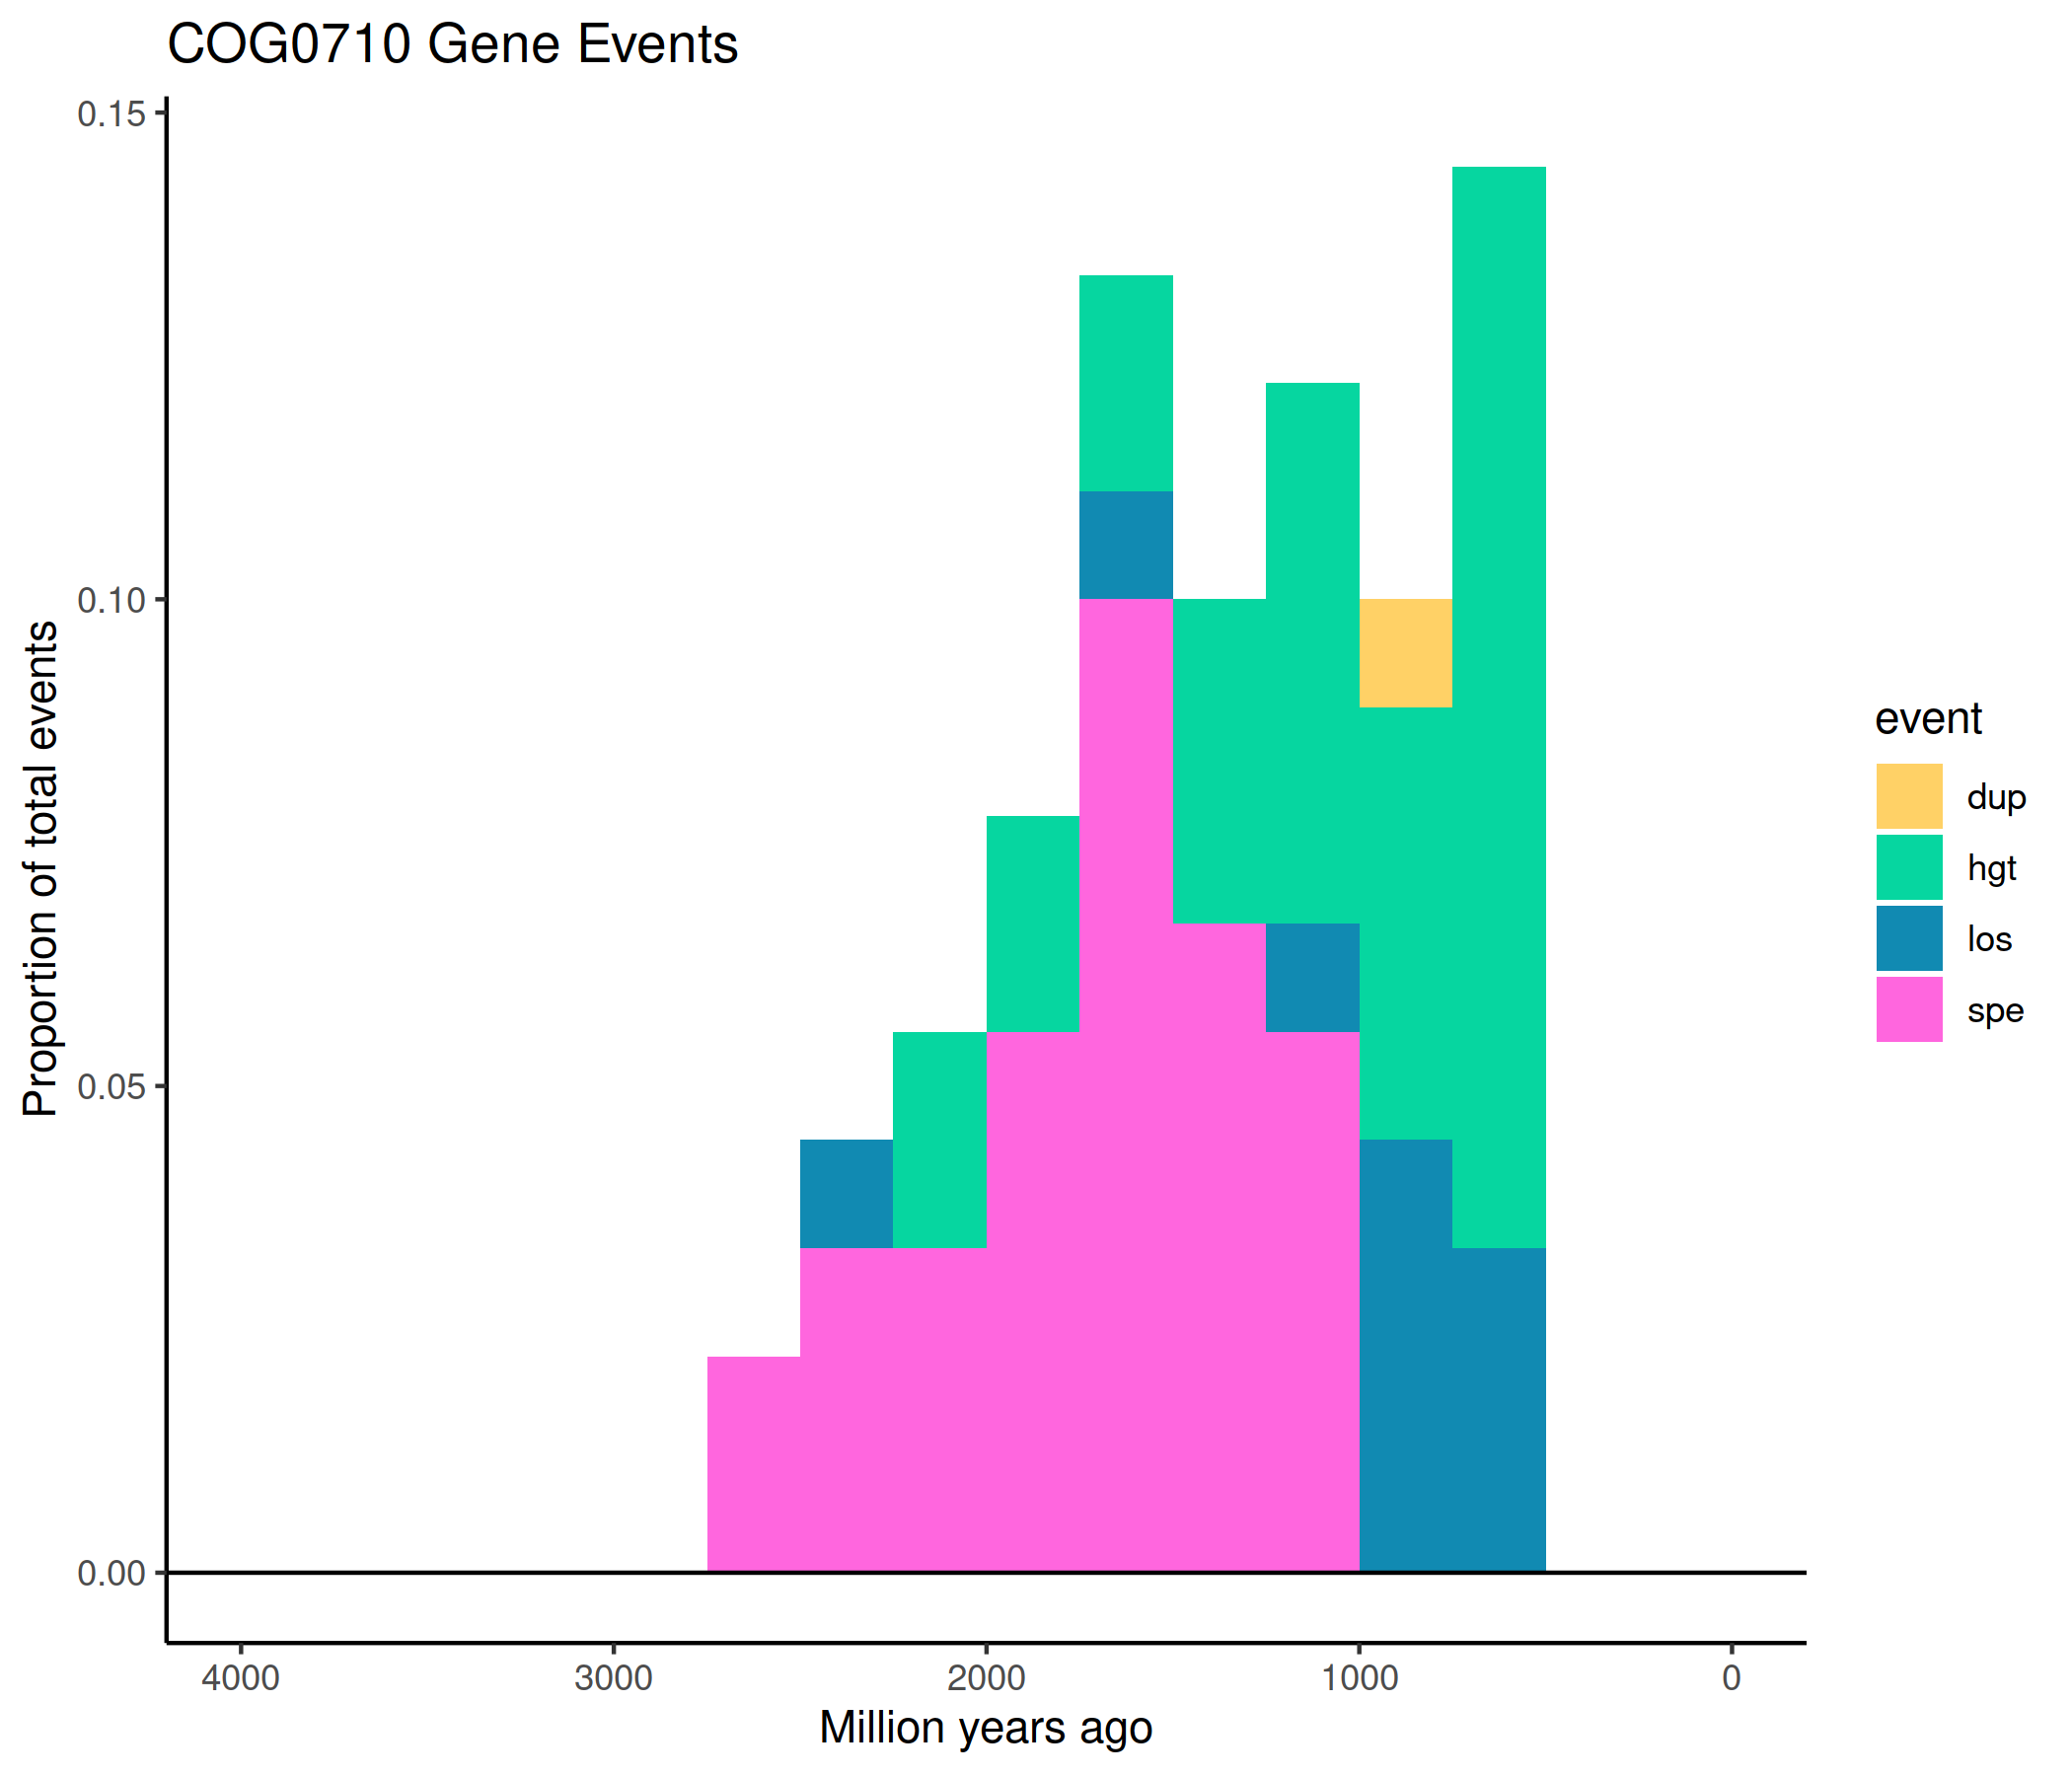 COG0710 Gene Events
Proportion of total events
0.15
0.10
0.05
0.00
4000 3000 2000 1000 0
Million years ago
event
dup
hgt
los
spe